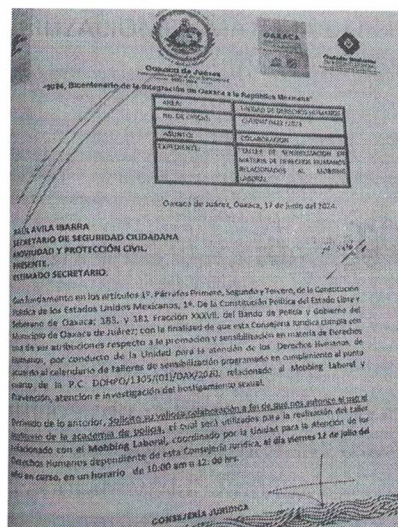 Oaxaca de Juárez
OAXACA
"2024, Bicentenario de la Integración de Oaxaca a la República Mexicana"
ÁREA: UNIDAD DE DERECHOS HUMANOS
No. DE OFICIO:
ASUNTO: COLABORACIÓN
EXPEDIENTE: TALLER DE SENSIBILIZACIÓN EN
MATERIA DE DERECHOS HUMANOS
RELACIONADOS AL MOBBING
LABORAL
Oaxaca de Juárez, Oaxaca, 17 de junio del 2024.
RAÚL ÁVILA IBARRA
SECRETARIO DE SEGURIDAD CIUDADANA
MOVILIDAD Y PROTECCIÓN CIVIL.
PRESENTE.
ESTIMADO SECRETARIO.
Con fundamento en los artículos 1º. Párrafos Primero, Segundo y Tercero, de la Constitución
Política de los Estados Unidos Mexicanos, 1º. De la Constitución Política del Estado Libre y
Soberano de Oaxaca; 183, y 181 Fracción XXXVII, del Bando de Policía y Gobierno del
Municipio de Oaxaca de Juárez; con la finalidad de que esta Consejería Jurídica cumpla con
una de sus atribuciones respecto a la promoción y sensibilización en materia de Derechos
Humanos, por conducto de la Unidad para la atención de los Derechos Humanos, de
acuerdo al calendario de talleres de sensibilización programado en cumplimiento al punto
de la P.C. DDHPO/1305/(01)/OAX/2020, relacionado al Mobbing Laboral y
Prevención, atención e investigación del hostigamiento sexual.
Derivado de lo anterior, Solicito su valiosa colaboración a fin de que nos autorice el uso el
de la academia de policía, el cual será utilizados para la realización del taller
relacionado con el Mobbing Laboral, coordinado por la Unidad para la Atención de los
Derechos Humanos dependiente de esta Consejería Jurídica, el día viernes 12 de julio del
año en curso, en un horario de 10:00 am a 12: 00 hrs.
CONSEJERÍA JURÍDICA